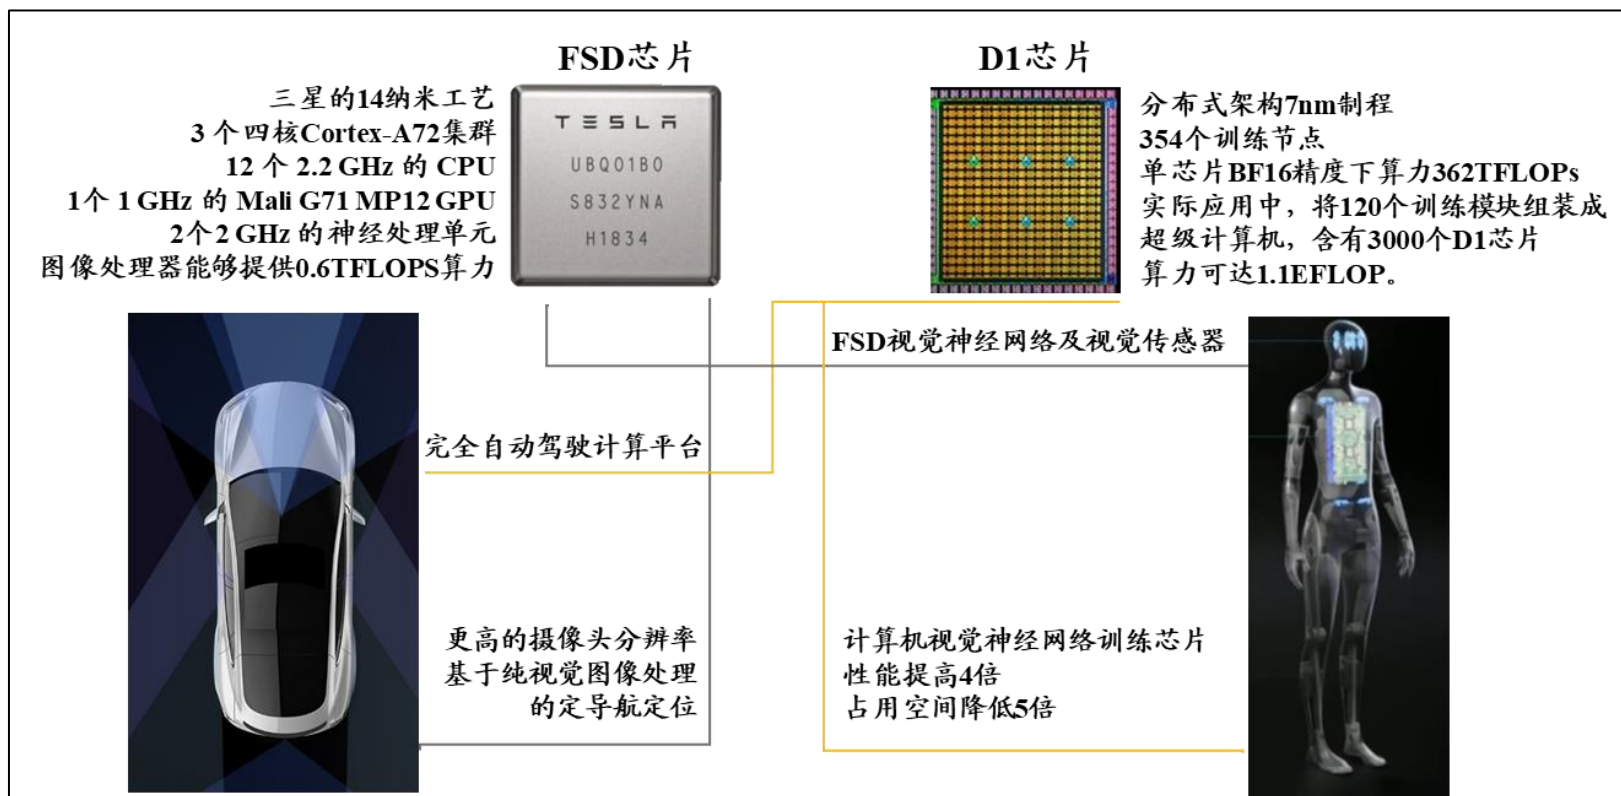 FSD芯片
三星的14纳米工艺
3 个四核Cortex-A72集群
12 个 2.2 GHz 的 CPU
1个 1 GHz 的 Mali G71 MP12 GPU
2个2 GHz 的神经处理单元
图像处理器能够提供0.6TFLOPS算力
TESLA
UBQ01B0
S832YNA
H1834
D1芯片
分布式架构7nm制程
354个训练节点
单芯片BF16精度下算力362TFLOPs
实际应用中，将120个训练模块组装成
超级计算机，含有3000个D1芯片
算力可达1.1EFLOP。
FSD视觉神经网络及视觉传感器
完全自动驾驶计算平台
更高的摄像头分辨率
基于纯视觉图像处理
的定导航定位
计算机视觉神经网络训练芯片
性能提高4倍
占用空间降低5倍